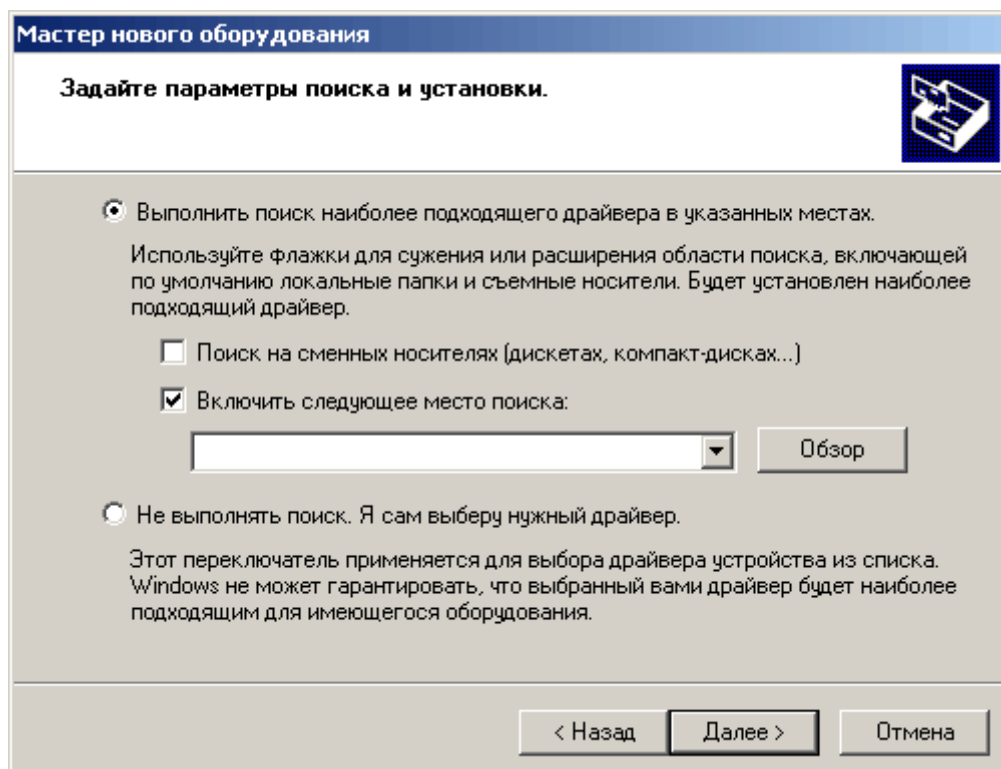 Мастер нового оборудования
Задайте параметры поиска и установки.
Выполнить поиск наиболее подходящего драйвера в указанных местах.
Используйте флажки для сужения или расширения области поиска, включающей
по умолчанию локальные папки и съемные носители. Будет установлен наиболее
подходящий драйвер.
Поиск на сменных носителях (дискетах, компакт-дисках...)
Включить следующее место поиска:
Обзор
Не выполнять поиск. Я сам выберу нужный драйвер.
Этот переключатель применяется для выбора драйвера устройства из списка.
Windows не может гарантировать, что выбранный вами драйвер будет наиболее
подходящим для имеющегося оборудования.
< Назад Далее > Отмена